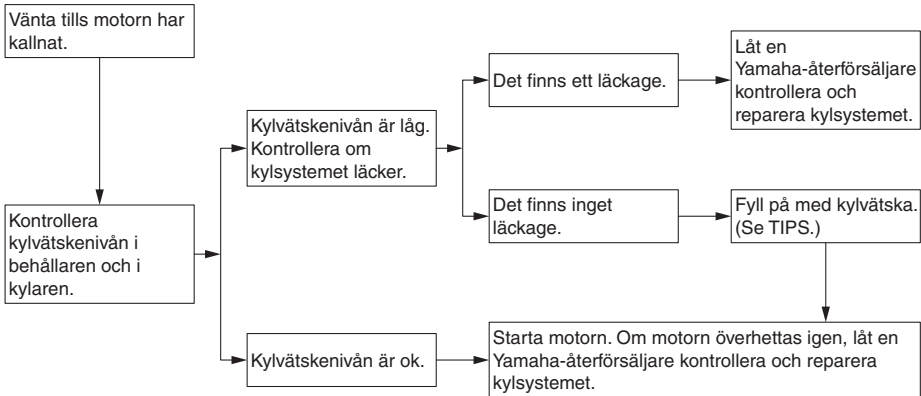 Vänta tills motorn har
kallnat.
Kontrollera
kylvätskenivån i
behållaren och i
kylaren.
Kylvätskenivån är låg.
Kontrollera om
kylsystemet läcker.
Det finns ett läckage.
Låt en
Yamaha-återförsäljare
kontrollera och
reparera kylsystemet.
Det finns inget
läckage.
Fyll på med kylvätska.
(Se TIPS.)
Kylvätskenivån är ok.
Starta motorn. Om motorn överhettas igen, låt en
Yamaha-återförsäljare kontrollera och reparera
kylsystemet.